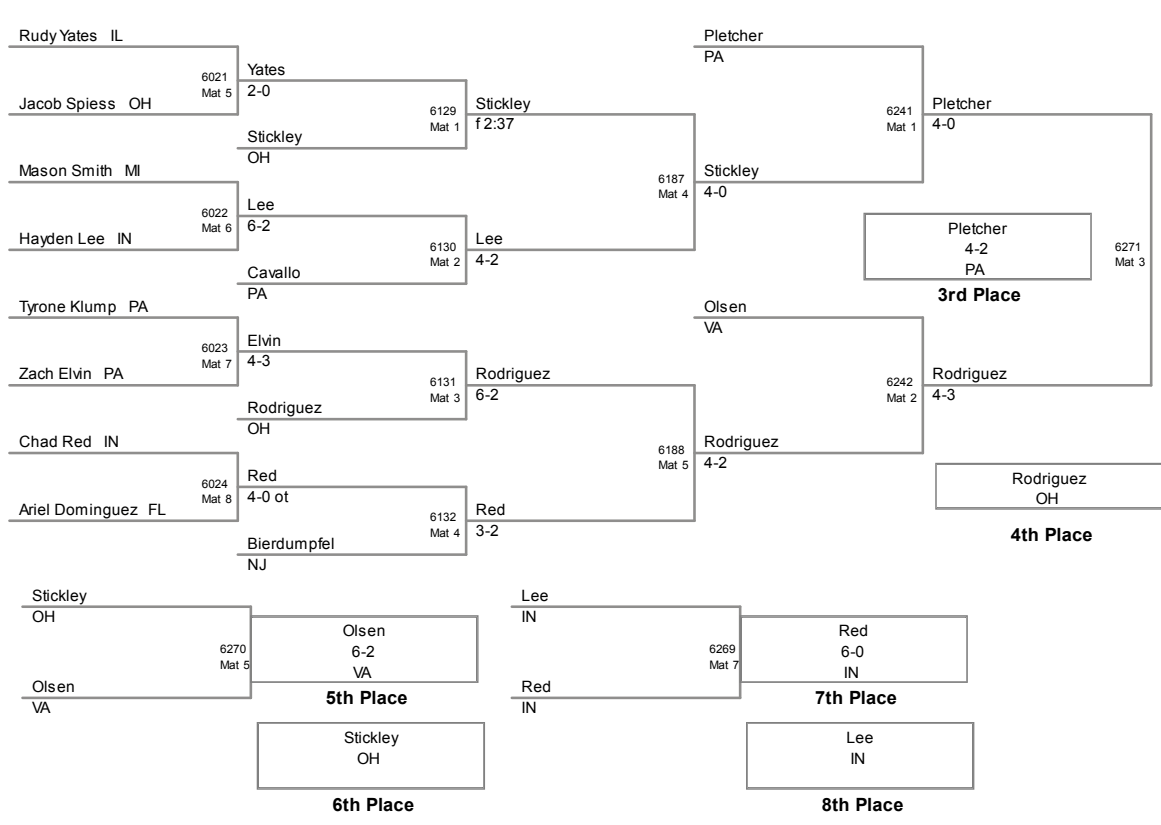 Rudy Yates IL
Pletcher
PA
6021
Mat 5
Yates
2-0
Jacob Spiess OH
6129
Mat 1
Stickley
f 2:37
6241
Mat 1
Pletcher
4-0
Stickley
OH
Mason Smith MI
6187
Mat 4
Stickley
4-0
6022
Mat 6
Lee
6-2
Hayden Lee IN
6130
Mat 2
Lee
4-2
Pletcher
4-2
PA
3rd Place
6271
Mat 3
Cavallo
PA
Tyrone Klump PA
Olsen
VA
6023
Mat 7
Elvin
4-3
Zach Elvin PA
6131
Mat 3
Rodriguez
6-2
6242
Mat 2
Rodriguez
4-3
Rodriguez
OH
Chad Red IN
6188
Mat 5
Rodriguez
4-2
6024
Mat 8
Red
4-0 ot
Rodriguez
OH
4th Place
Ariel Dominguez FL
6132
Mat 4
Red
3-2
Bierdumpfel
NJ
Stickley
OH
6270
Mat 5
Olsen
6-2
VA
5th Place
Olsen
VA
Stickley
OH
6th Place
Lee
IN
6269
Mat 7
Red
6-0
IN
7th Place
Red
IN
Lee
IN
8th Place